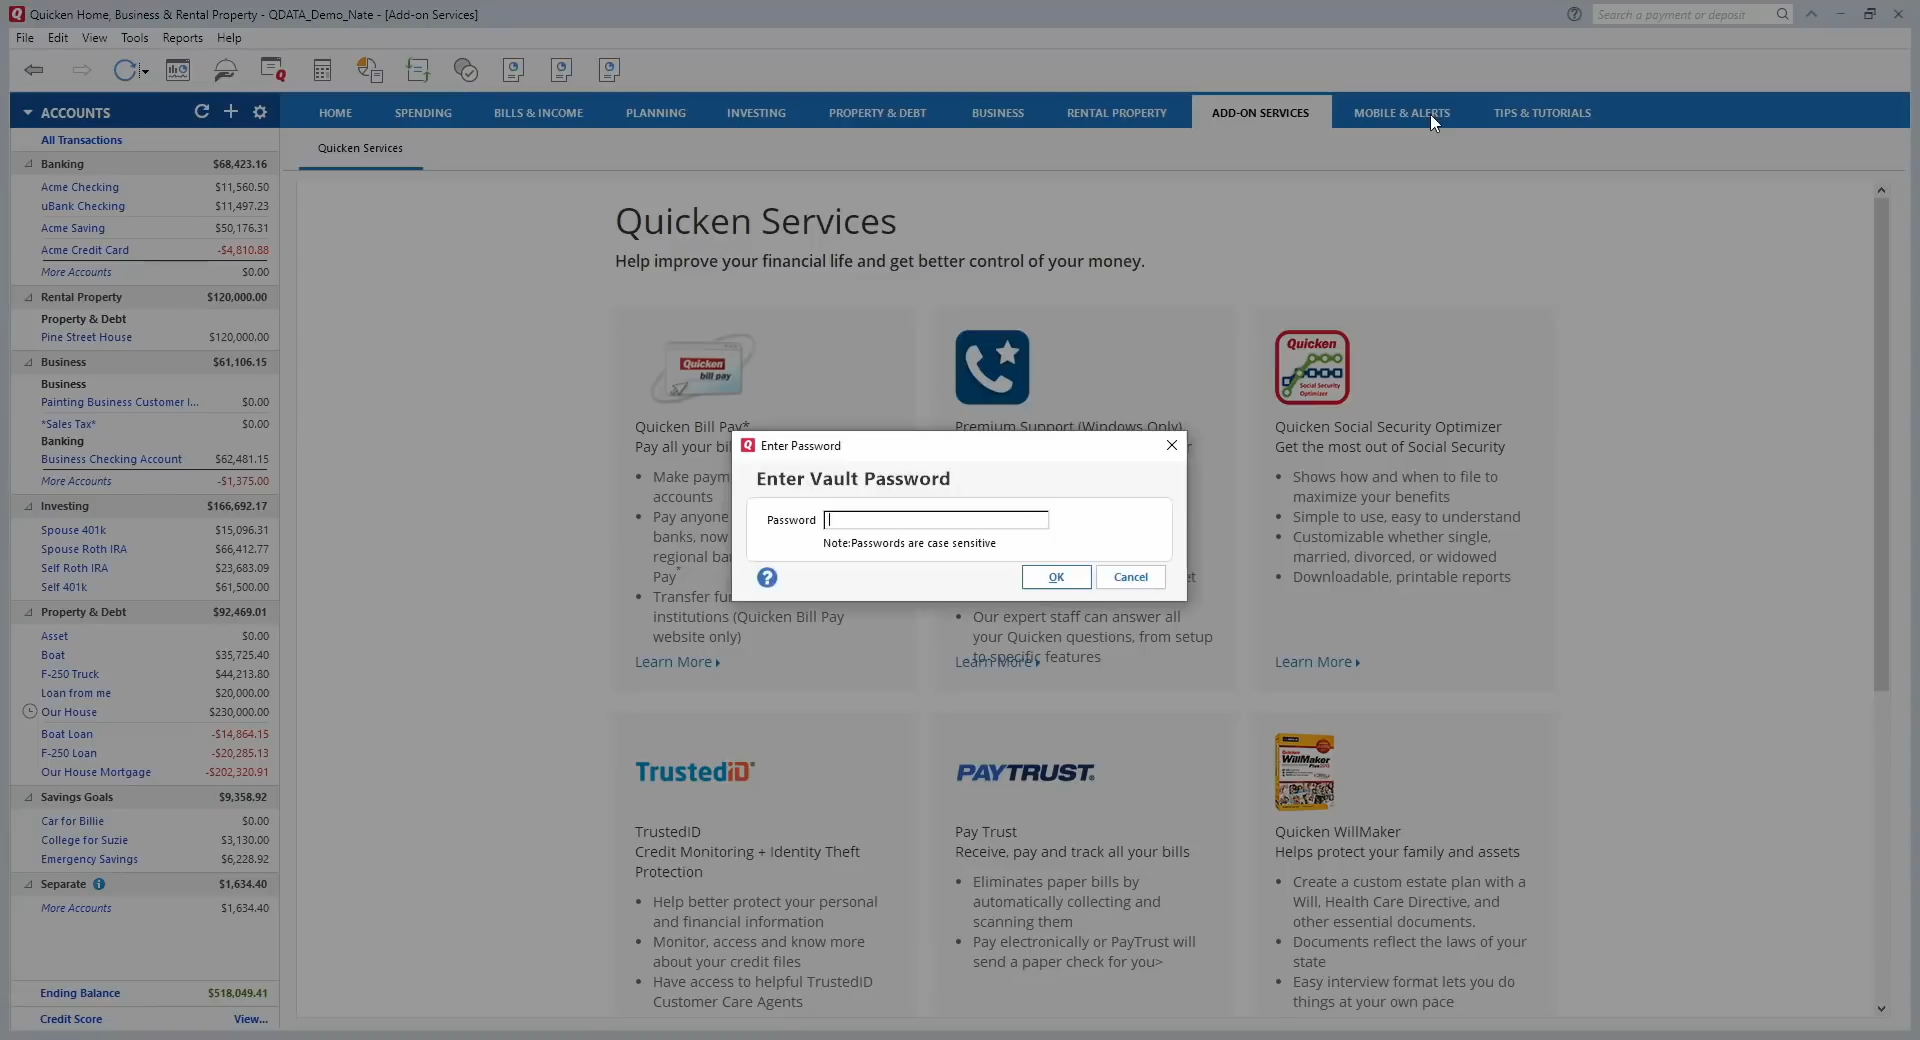 Quicken Home, Business & Rental Property - QDATA_Demo_Nate - [Add-on Services]
Search a payment or deposit
File Edit View Tools Reports Help
ACCOUNTS
HOME SPENDING BILLS & INCOME PLANNING INVESTING PROPERTY & DEBT BUSINESS RENTAL PROPERTY ADD-ON SERVICES MOBILE & ALERTS TIPS & TUTORIALS
All Transactions
Banking $68,423.16
Acme Checking $11,560.50
uBank Checking $11,497.23
Acme Saving $50,176.31
Acme Credit Card -$4,810.88
More Accounts $0.00
Rental Property $120,000.00
Property & Debt
Pine Street House $120,000.00
Business $61,106.15
Business
Painting Business Customer I... $0.00
*Sales Tax* $0.00
Banking
Business Checking Account $62,481.15
More Accounts -$1,375.00
Investing $166,692.17
Spouse 401k $15,096.31
Spouse Roth IRA $66,412.77
Self Roth IRA $23,683.09
Self 401k $61,500.00
Property & Debt $92,469.01
Asset $0.00
Boat $35,725.40
F-250 Truck $44,213.80
Loan from me $20,000.00
Our House $230,000.00
Boat Loan -$14,864.15
F-250 Loan -$20,285.13
Our House Mortgage -$202,320.91
Savings Goals $9,358.92
Car for Billie $0.00
College for Suzie $3,130.00
Emergency Savings $6,228.92
Separate $1,634.40
More Accounts $1,634.40
Ending Balance $518,049.41
Credit Score View...
Quicken Services
Quicken Services
Help improve your financial life and get better control of your money.
Quicken
bill pay
Quicken Bill Pay*
Pay all your bil
• Make paym
accounts
• Pay anyone
banks, now
regional ba
Pay*
• Transfer fu
institutions (Quicken Bill Pay
website only)
Learn More
Premium Support (Windows Only)
r
et
• Our expert staff can answer all
your Quicken questions, from setup
to specific features
Learn More
Quicken
Social Security
Optimizer
Quicken Social Security Optimizer
Get the most out of Social Security
• Shows how and when to file to
maximize your benefits
• Simple to use, easy to understand
• Customizable whether single,
married, divorced, or widowed
• Downloadable, printable reports
Learn More
Enter Password
Enter Vault Password
Password
Note:Passwords are case sensitive
? OK Cancel
TrustedID
TrustedID
Credit Monitoring + Identity Theft
Protection
• Help better protect your personal
and financial information
• Monitor, access and know more
about your credit files
• Have access to helpful TrustedID
Customer Care Agents
PAYTRUST.
Pay Trust
Receive, pay and track all your bills
• Eliminates paper bills by
automatically collecting and
scanning them
• Pay electronically or PayTrust will
send a paper check for you>
WillMaker
Quicken WillMaker
Helps protect your family and assets
• Create a custom estate plan with a
Will, Health Care Directive, and
other essential documents.
• Documents reflect the laws of your
state
• Easy interview format lets you do
things at your own pace